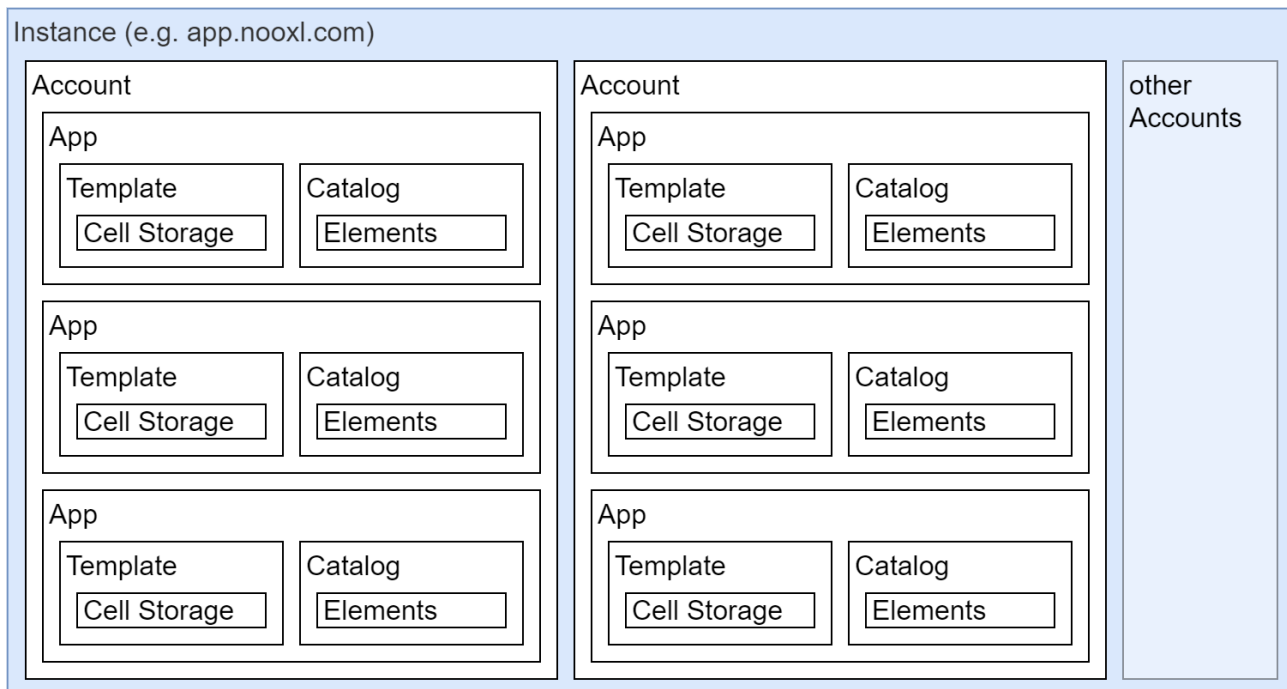 Instance (e.g. app.nooxl.com)
Account
App
Template
Cell Storage
Catalog
Elements
App
Template
Cell Storage
Catalog
Elements
App
Template
Cell Storage
Catalog
Elements
Account
App
Template
Cell Storage
Catalog
Elements
App
Template
Cell Storage
Catalog
Elements
App
Template
Cell Storage
Catalog
Elements
other
Accounts